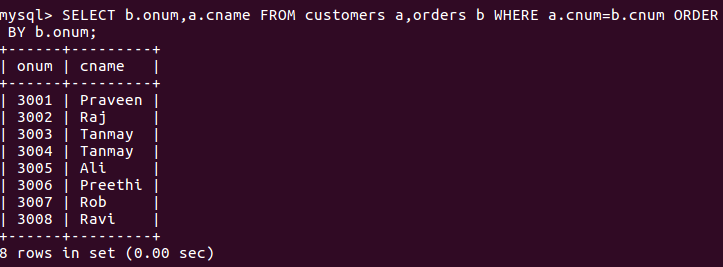 mysql> SELECT b.onum,a.cname FROM customers a,orders b WHERE a.cnum=b.cnum ORDER
 BY b.onum;
+------+---------+
| onum | cname   |
+------+---------+
| 3001 | Praveen |
| 3002 | Raj     |
| 3003 | Tanmay  |
| 3004 | Tanmay  |
| 3005 | Ali     |
| 3006 | Preethi |
| 3007 | Rob     |
| 3008 | Ravi    |
+------+---------+
8 rows in set (0.00 sec)